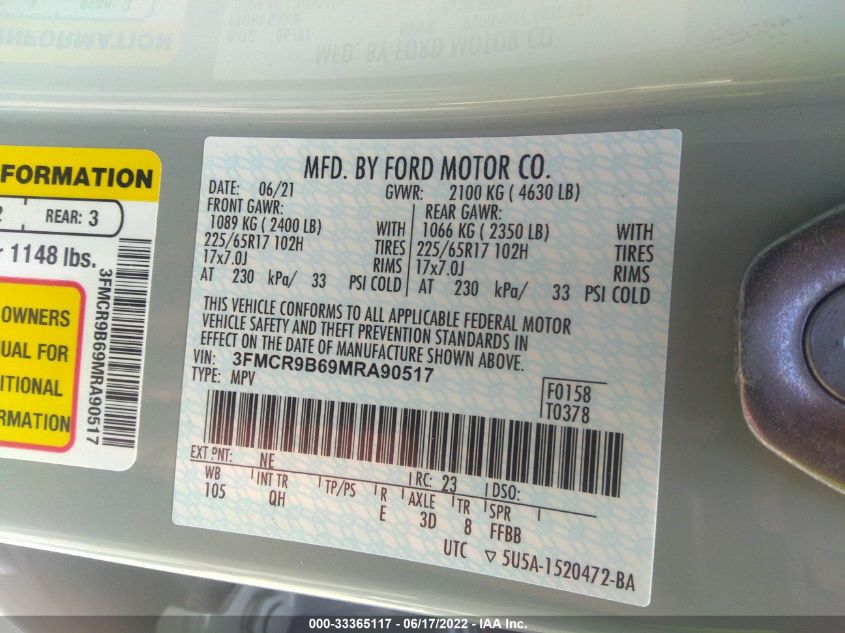 MFD. BY FORD MOTOR CO.
FORMATION
REAR: 3
1148 lbs.
OWNERS
UAL FOR
ITIONAL
RMATION
3FMCR9B69MRA90517
MFD. BY FORD MOTOR CO.
DATE: 06/21 GVWR: 2100 KG ( 4630 LB)
FRONT GAWR: REAR GAWR:
1089 KG ( 2400 LB) WITH 1066 KG ( 2350 LB) WITH
225/65R17 102H TIRES 225/65R17 102H TIRES
17x7.0J RIMS 17x7.0J RIMS
AT 230 kPa/ 33 PSI COLD AT 230 kPa/ 33 PSI COLD
THIS VEHICLE CONFORMS TO ALL APPLICABLE FEDERAL MOTOR
VEHICLE SAFETY AND THEFT PREVENTION STANDARDS IN
EFFECT ON THE DATE OF MANUFACTURE SHOWN ABOVE.
VIN: 3FMCR9B69MRA90517
TYPE: MPV
F0158
T0378
EXT PNT: NE RC: 23 DSO:
WB INT TR TP/PS R AXLE TR SPR
105 QH E 3D 8 FFBB
UTC ▽ 5U5A-1520472-BA
000-33365117 - 06/17/2022 - IAA Inc.